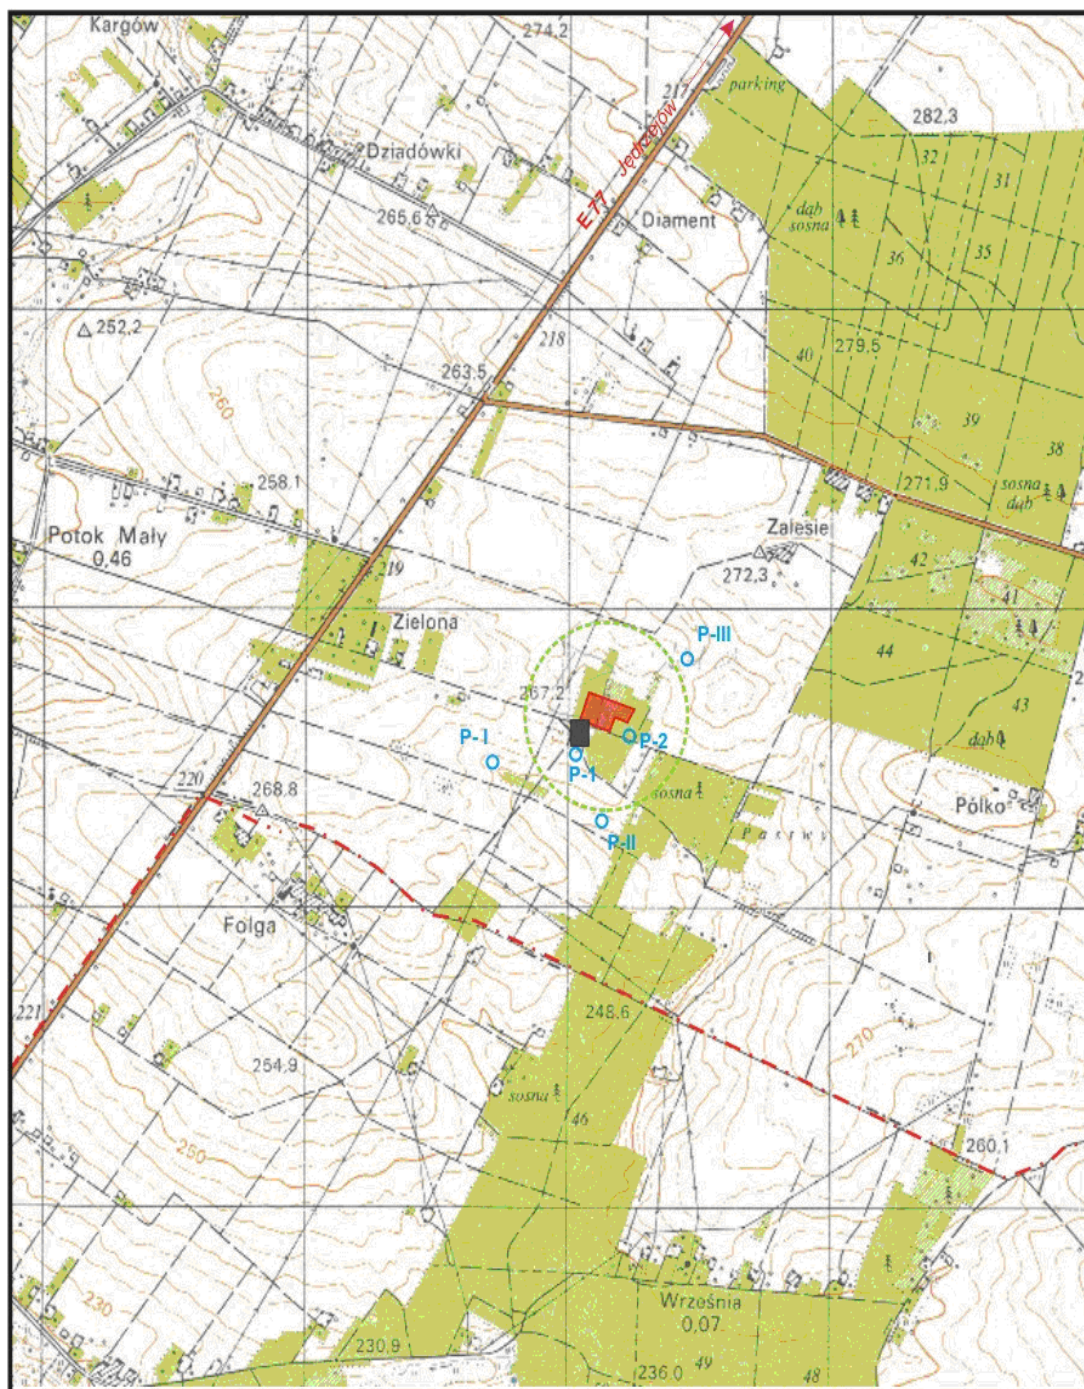 Kargów
274,2
217
parking
282,3
32
31
Dziadówki
265,6
E 77 Jędrzejów
Diament
dąb
sosna
36
35
252,2
218
40
279,5
263,5
260
39
38
258,1
271,9
sosna
dąb
Potok Mały
0,46
219
Zalesie
272,3
42
41
Zielona
P-III
44
267,2
43
P-I
P-2
dąb
P-1
220
268,8
sosna
Półko
P-II
Folga
221
248,6
270
254,9
sosna
46
250
260,1
230
Września
0,07
230,9
236,0
49
48